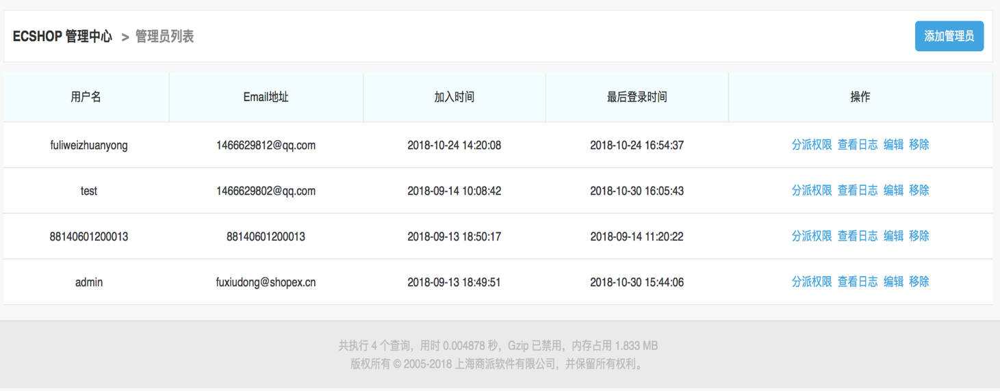 ECSHOP 管理中心 > 管理员列表 添加管理员
用户名 Email地址 加入时间 最后登录时间 操作
fuliweizhuanyong 1466629812@qq.com 2018-10-24 14:20:08 2018-10-24 16:54:37 分派权限 查看日志 编辑 移除
test 1466629802@qq.com 2018-09-14 10:08:42 2018-10-30 16:05:43 分派权限 查看日志 编辑 移除
88140601200013 88140601200013 2018-09-13 18:50:17 2018-09-14 11:20:22 分派权限 查看日志 编辑 移除
admin fuxiudong@shopex.cn 2018-09-13 18:49:51 2018-10-30 15:44:06 分派权限 查看日志 编辑 移除
共执行 4 个查询，用时 0.004878 秒，Gzip 已禁用，内存占用 1.833 MB
版权所有 © 2005-2018 上海商派软件有限公司，并保留所有权利。